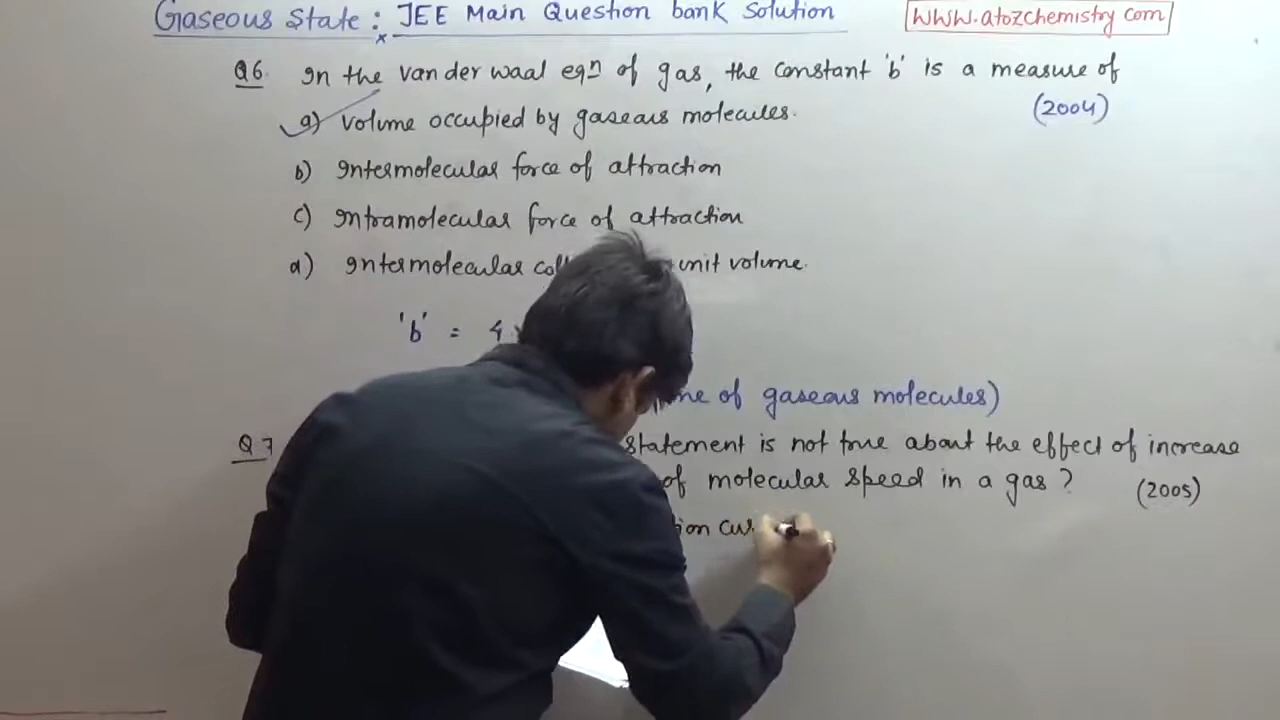 Gaseous State : JEE Main Question bank Solution
www.atozchemistry.com
Q6. In the van der waal eqn of gas, the constant 'b' is a measure of
(2004)
a) volume occupied by gaseous molecules.
b) Intermolecular force of attraction
c) Intramolecular force of attraction
d) Intermolecular unit volume.
'b' = 4
of gaseous molecules)
Q7 statement is not true about the effect of increase
of molecular speed in a gas ? (2005)